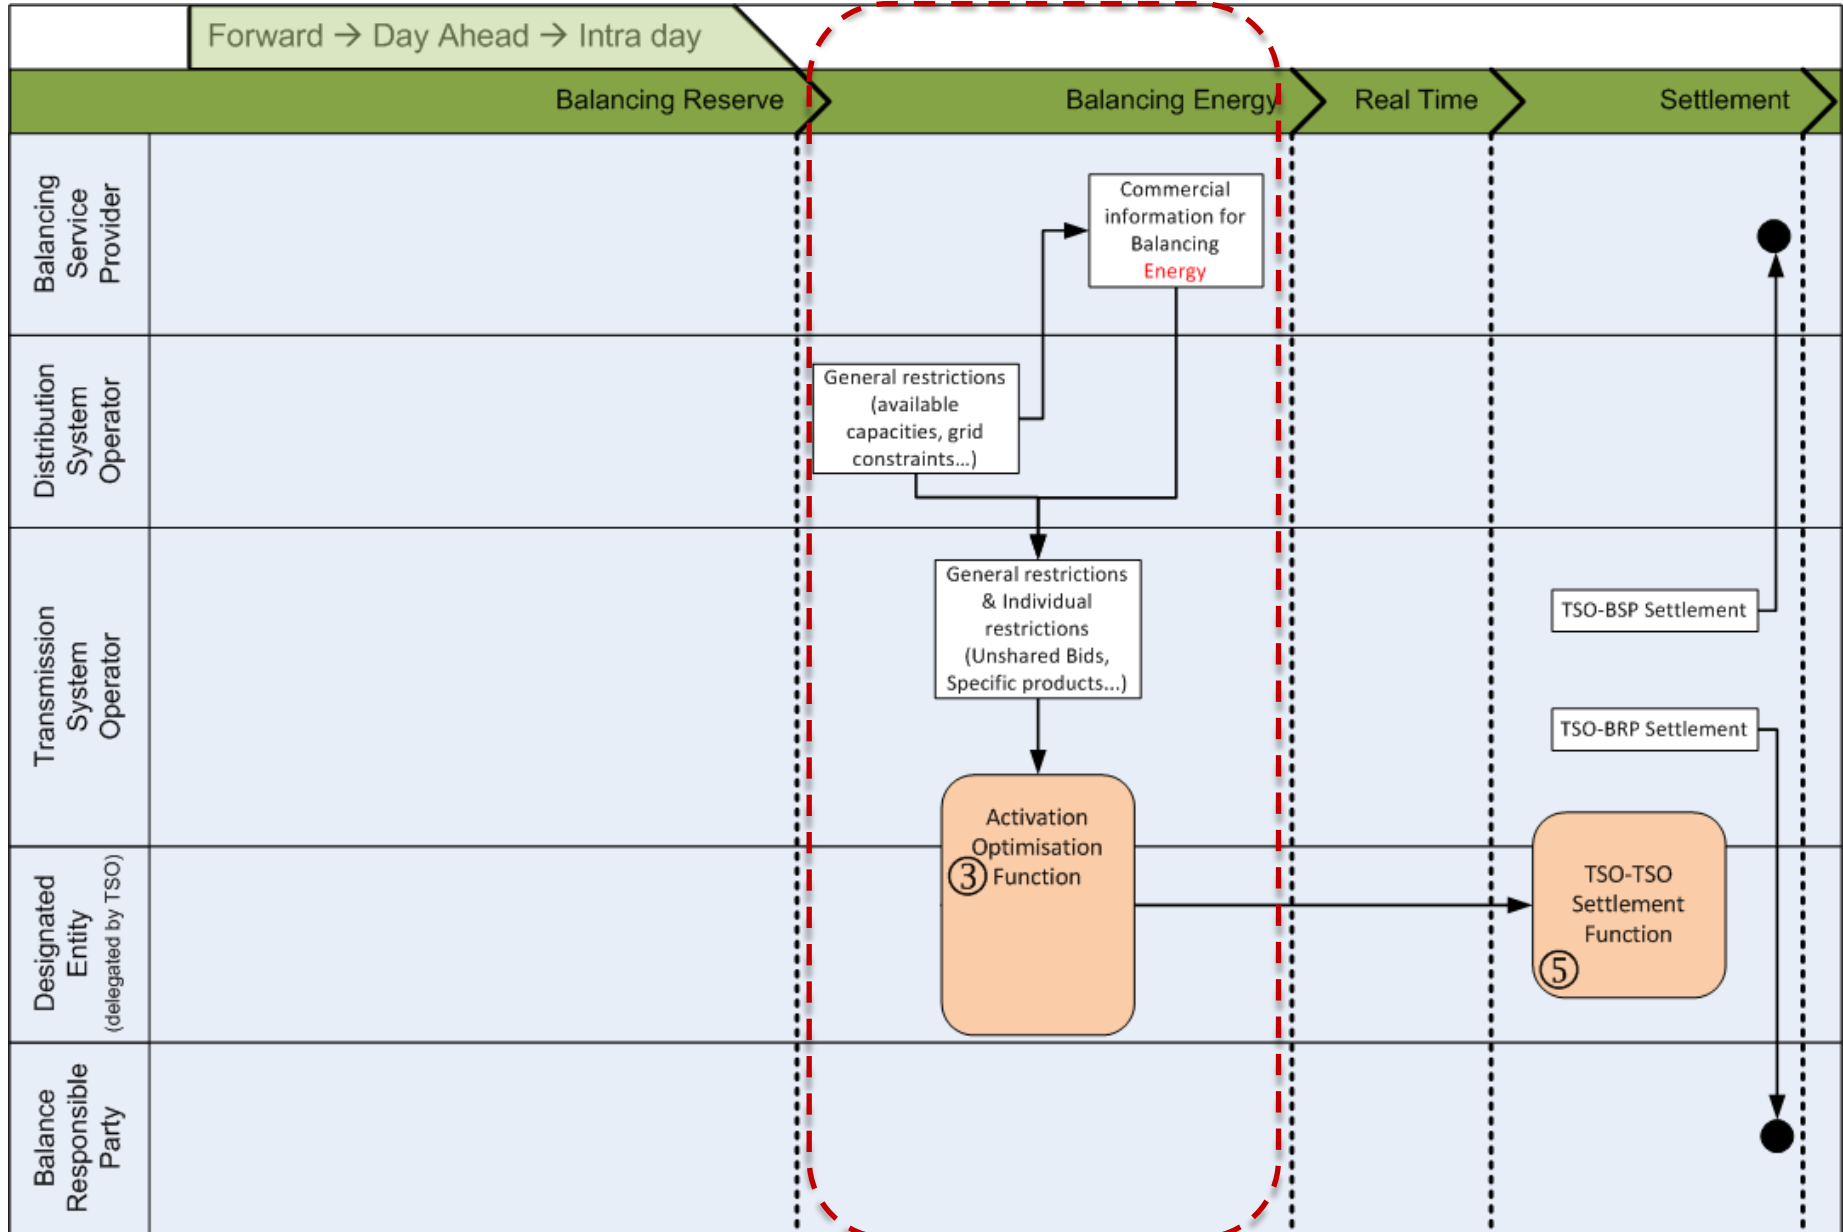 Forward → Day Ahead → Intra day
Balancing Reserve
Balancing Energy
Real Time
Settlement
Balancing
Service
Provider
Commercial
information for
Balancing
Energy
Distribution
System
Operator
General restrictions
(available
capacities, grid
constraints...)
Transmission
System
Operator
General restrictions
& Individual
restrictions
(Unshared Bids,
Specific products...)
TSO-BSP Settlement
TSO-BRP Settlement
Activation
Optimisation
③ Function
Designated
Entity
(delegated by TSO)
TSO-TSO
Settlement
Function
⑤
Balance
Responsible
Party